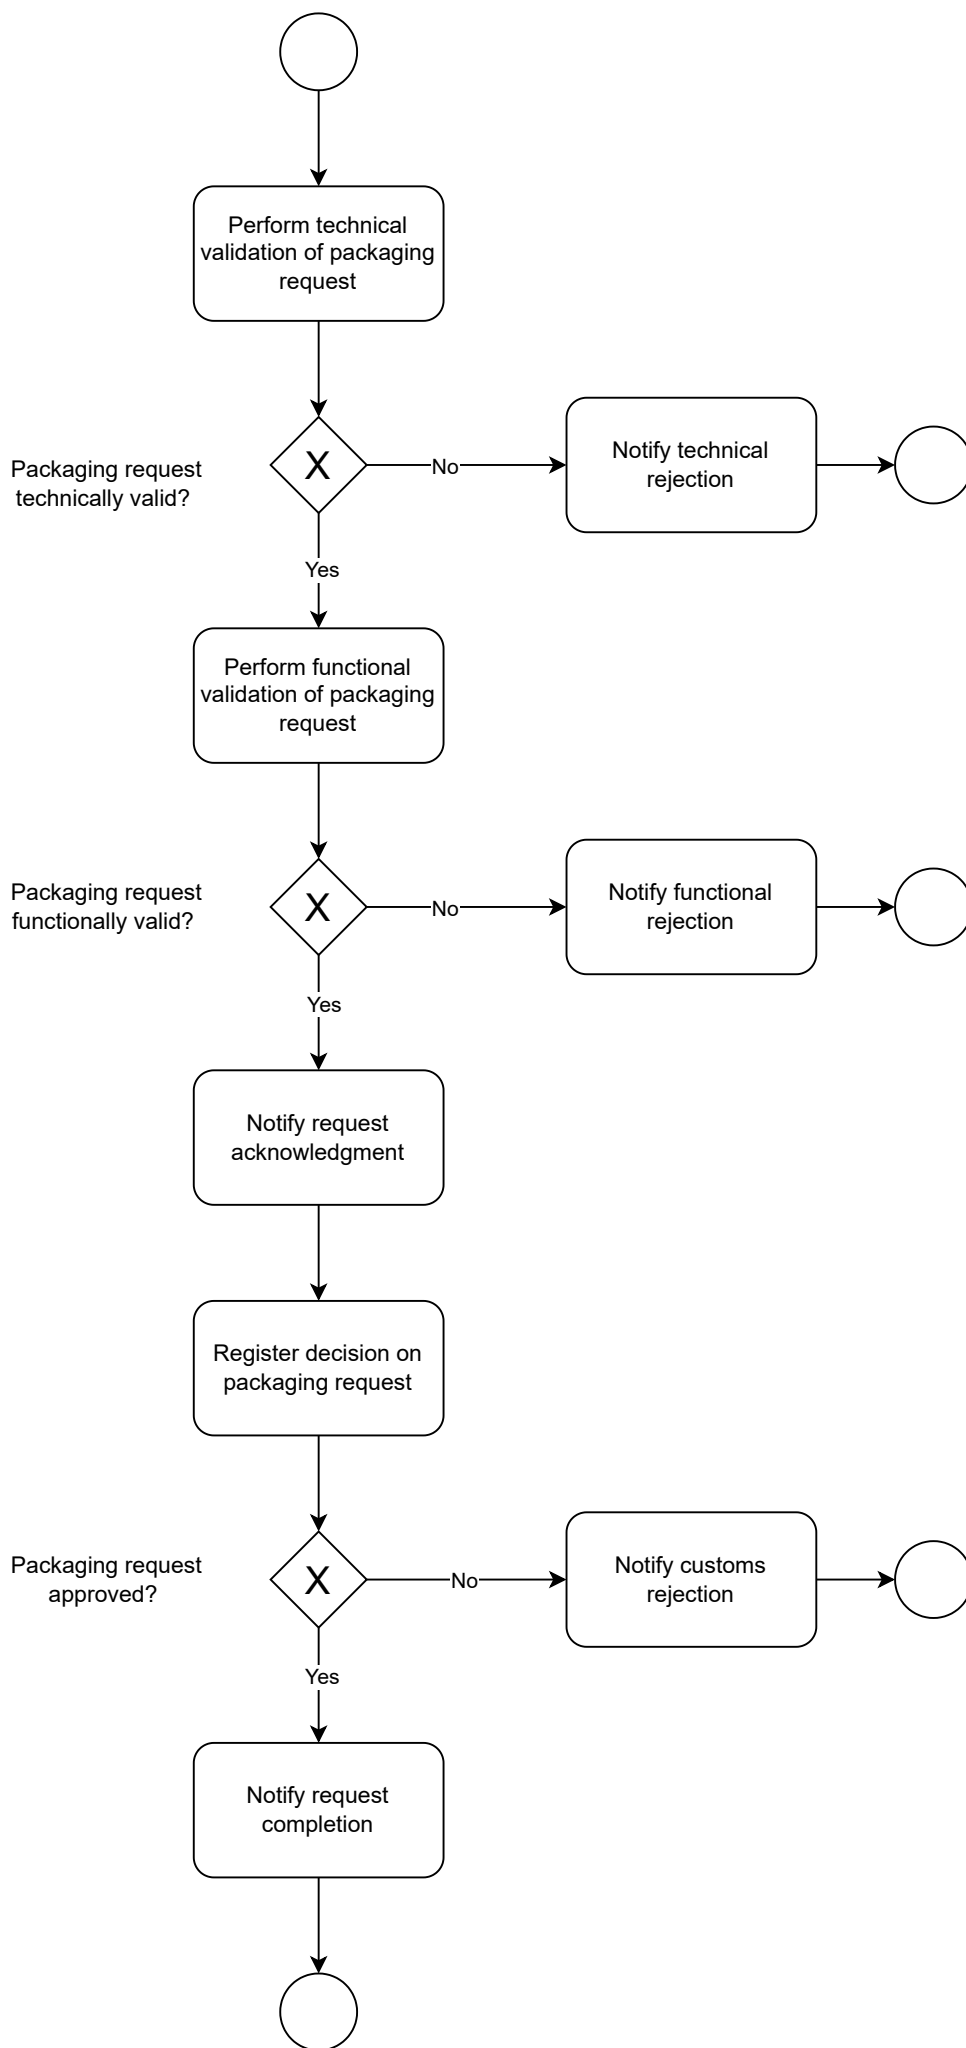 Perform technical
validation of packaging
request
Packaging request
technically valid?
X
No
Notify technical
rejection
Yes
Perform functional
validation of packaging
request
Packaging request
functionally valid?
X
No
Notify functional
rejection
Yes
Notify request
acknowledgment
Register decision on
packaging request
Packaging request
approved?
X
No
Notify customs
rejection
Yes
Notify request
completion